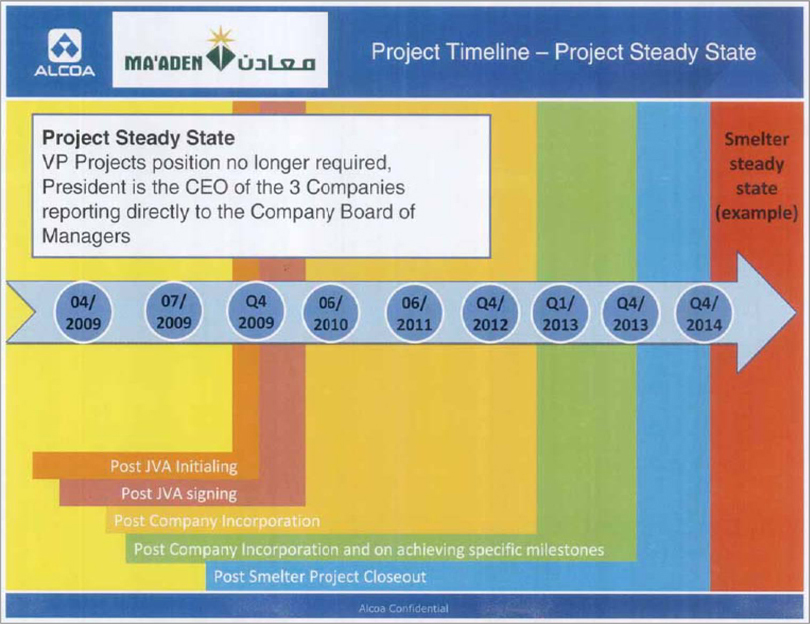 ALCOA
MA'ADEN معادن
Project Timeline – Project Steady State
Project Steady State
VP Projects position no longer required,
President is the CEO of the 3 Companies
reporting directly to the Company Board of
Managers
Smelter
steady
state
(example)
04/
2009
07/
2009
Q4
2009
06/
2010
06/
2011
Q4/
2012
Q1/
2013
Q4/
2013
Q4/
2014
Post JVA Initialing
Post JVA signing
Post Company Incorporation
Post Company Incorporation and on achieving specific milestones
Post Smelter Project Closeout
Alcoa Confidential